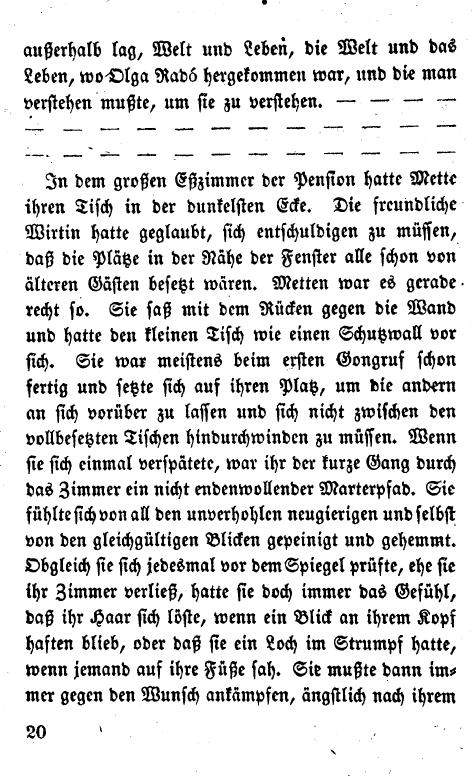 außerhalb lag, Welt und Leben, die Welt und das
Leben, wo Olga Radó hergekommen war, und die man
verstehen mußte, um sie zu verstehen. — — — —
— — — — — — — — — — —
— — — — — — — — — — —
In dem großen Eßzimmer der Pension hatte Mette
ihren Tisch in der dunkelsten Ecke. Die freundliche
Wirtin hatte geglaubt, sich entschuldigen zu müssen,
daß die Plätze in der Nähe der Fenster alle schon von
älteren Gästen besetzt wären. Metten war es gerade
recht so. Sie saß mit dem Rücken gegen die Wand
und hatte den kleinen Tisch wie einen Schutzwall vor
sich. Sie war meistens beim ersten Gongruf schon
fertig und setzte sich auf ihren Platz, um die andern
an sich vorüber zu lassen und sich nicht zwischen den
vollbesetzten Tischen hindurchwinden zu müssen. Wenn
sie sich einmal verspätete, war ihr der kurze Gang durch
das Zimmer ein nicht endenwollender Marterpfad. Sie
fühlte sich von all den unverhohlen neugierigen und selbst
von den gleichgültigen Blicken gepeinigt und gehemmt.
Obgleich sie sich jedesmal vor dem Spiegel prüfte, ehe sie
ihr Zimmer verließ, hatte sie doch immer das Gefühl,
daß ihr Haar sich löste, wenn ein Blick an ihrem Kopf
haften blieb, oder daß sie ein Loch im Strumpf hatte,
wenn jemand auf ihre Füße sah. Sie mußte dann im-
mer gegen den Wunsch ankämpfen, ängstlich nach ihrem
20